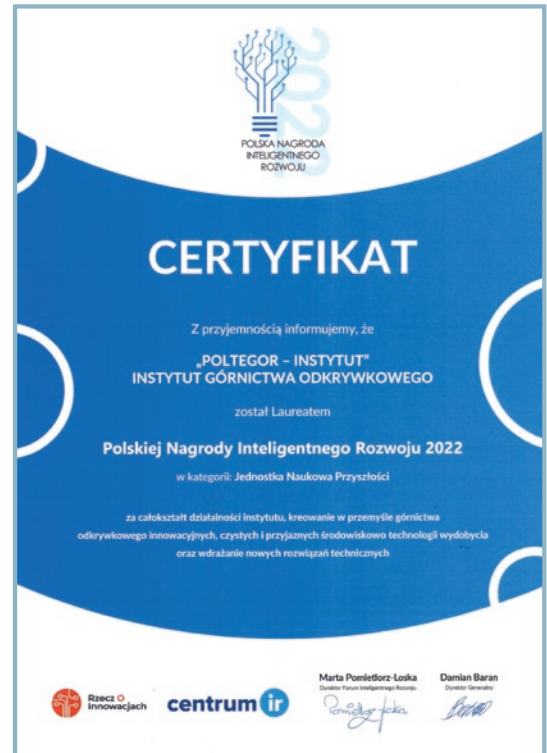 2022
POLSKA NAGRODA
INTELIGENTNEGO
ROZWOJU
CERTYFIKAT
Z przyjemnością informujemy, że
„POLTEGOR – INSTYTUT"
INSTYTUT GÓRNICTWA ODKRYWKOWEGO
został Laureatem
Polskiej Nagrody Inteligentnego Rozwoju 2022
w kategorii: Jednostka Naukowa Przyszłości
za całokształt działalności instytutu, kreowanie w przemyśle górnictwa
odkrywkowego innowacyjnych, czystych i przyjaznych środowiskowo technologii wydobycia
oraz wdrażanie nowych rozwiązań technicznych
Rzecz O
Innowacjach
centrum ir
Marta Pomietlorz-Loska
Dyrektor Forum Inteligentnego Rozwoju
Damian Baran
Dyrektor Generalny